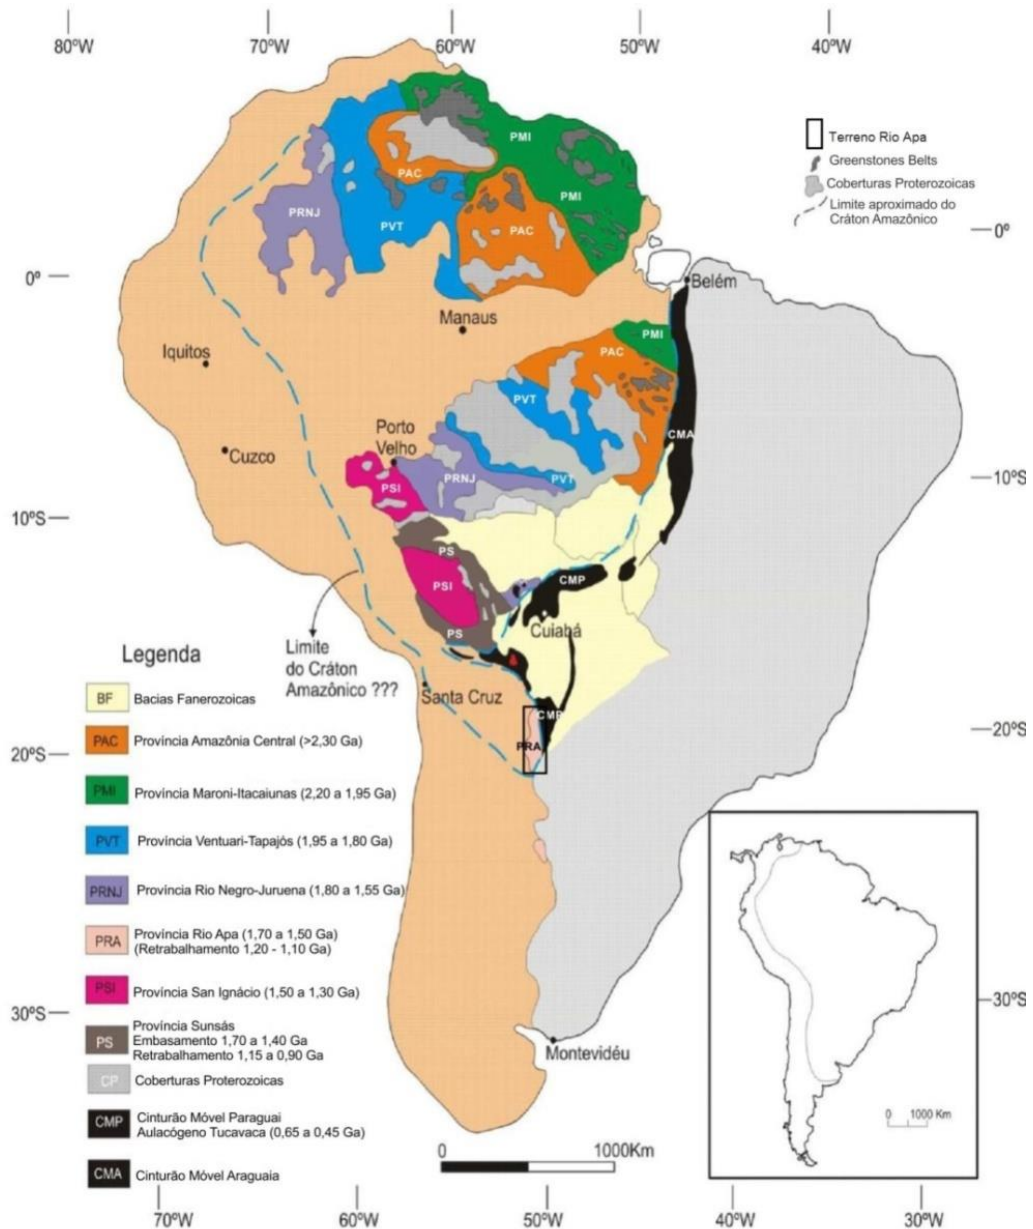 80ºW
70ºW
60ºW
50ºW
40ºW
PMI
PAC
PMI
PRNJ
PVT
PAC
Terreno Rio Apa
Greenstones Belts
Coberturas Proterozoicas
Limite aproximado do
Cráton Amazônico
0º
0º
Belém
Manaus
PMI
Iquitos
PAC
PVT
Porto
Velho
CMA
Cuzco
PRNJ
PVT
PSI
10ºS
10ºS
PS
PSI
CMP
Cuiabá
PS
Limite
do Cráton
Amazônico ???
Santa Cruz
CMP
PRA
20ºS
20ºS
Legenda
BF Bacias Fanerozoicas
PAC Província Amazônia Central (>2,30 Ga)
PMI Província Maroni-Itacaiunas (2,20 a 1,95 Ga)
PVT Província Ventuari-Tapajós (1,95 a 1,80 Ga)
PRNJ Província Rio Negro-Juruena (1,80 a 1,55 Ga)
PRA Província Rio Apa (1,70 a 1,50 Ga)
(Retrabalhamento 1,20 - 1,10 Ga)
PSI Província San Ignácio (1,50 a 1,30 Ga)
PS Província Sunsás
Embasamento 1,70 a 1,40 Ga
Retrabalhamento 1,15 a 0,90 Ga
CP Coberturas Proterozoicas
CMP Cinturão Móvel Paraguai
Aulacógeno Tucavaca (0,65 a 0,45 Ga)
CMA Cinturão Móvel Araguaia
30ºS
30ºS
Montevidéu
0 1000Km
0 1000 Km
70ºW
60ºW
50ºW
40ºW
30ºW